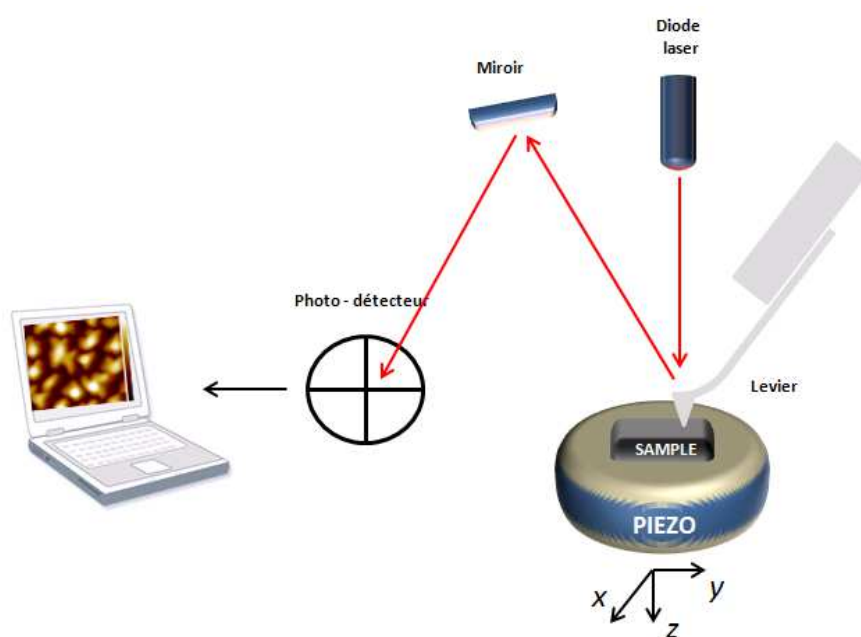 Diode
laser
Miroir
Photo - détecteur
Levier
SAMPLE
PIEZO
x
y
z